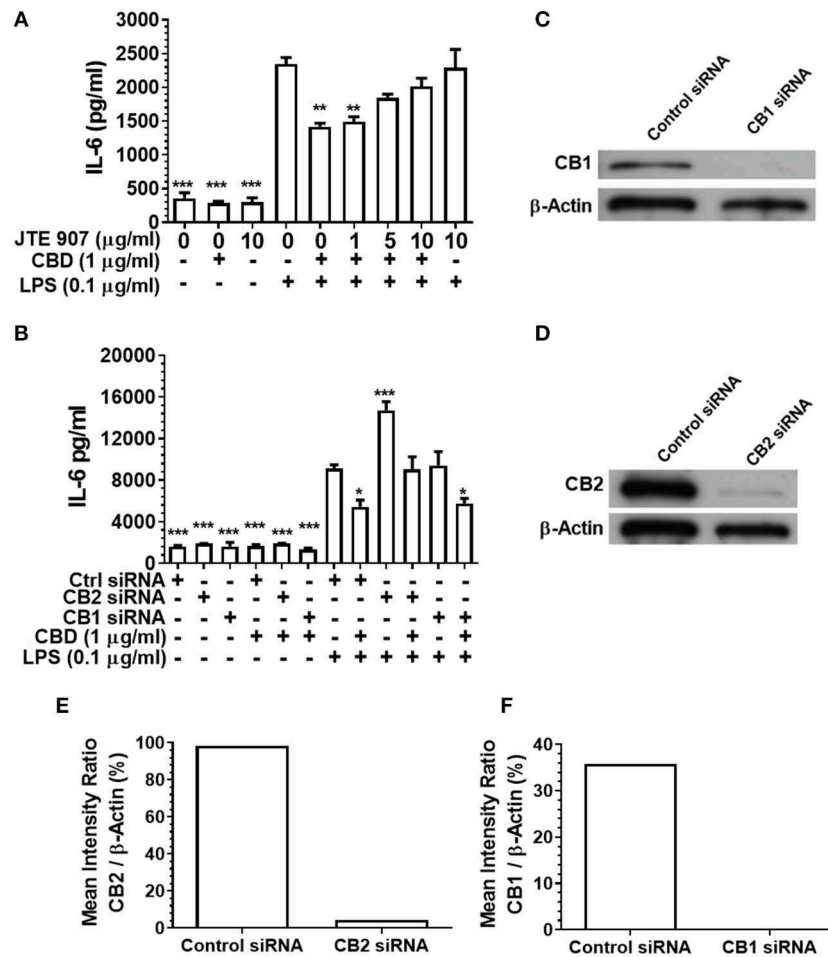 A
IL-6 (pg/ml)
3000
2500
2000
1500
1000
500
0
*** *** *** ** **
JTE 907 (μg/ml) 0 0 10 0 0 1 5 10 10
CBD (1 μg/ml) - + - - + + + + -
LPS (0.1 μg/ml) - - - + + + + + +
B
IL-6 pg/ml
20000
16000
12000
8000
4000
0
*** *** *** *** *** *** * *** *
Ctrl siRNA + - - + - - + + - - - -
CB2 siRNA - + - - + - - - + + - -
CB1 siRNA - - + - - + - - - - + +
CBD (1 μg/ml) - - - + + + - + - + - +
LPS (0.1 μg/ml) - - - - - - + + + + + +
C
Control siRNA
CB1 siRNA
CB1
β-Actin
D
Control siRNA
CB2 siRNA
CB2
β-Actin
E
Mean Intensity Ratio
CB2 / β-Actin (%)
100
80
60
40
20
0
Control siRNA CB2 siRNA
F
Mean Intensity Ratio
CB1 / β-Actin (%)
40
30
20
10
0
Control siRNA CB1 siRNA